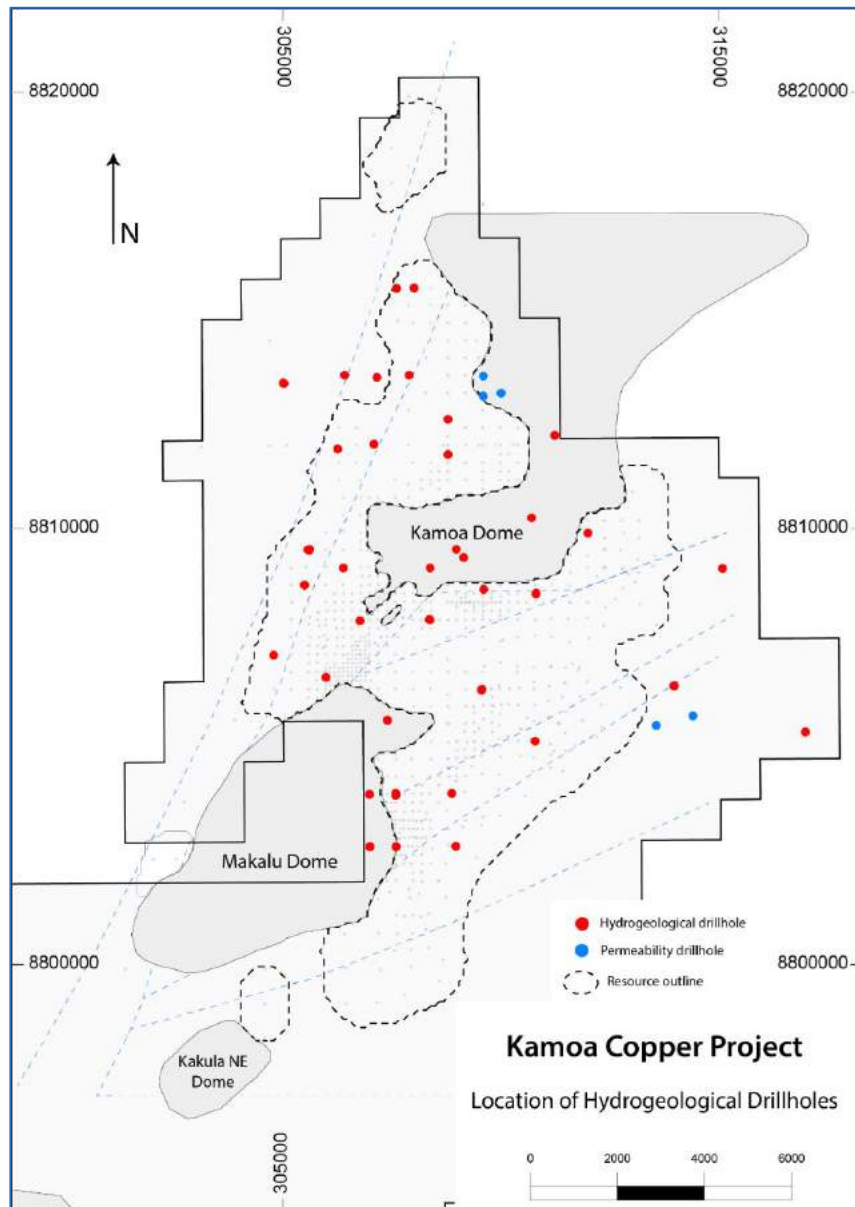 305000
315000
8820000
8820000
N
8810000
8810000
Kamoa Dome
Makalu Dome
Hydrogeological drillhole
Permeability drillhole
8800000
8800000
Resource outline
Kamoa Copper Project
Kakula NE
Dome
Location of Hydrogeological Drillholes
305000
0
2000
4000
6000